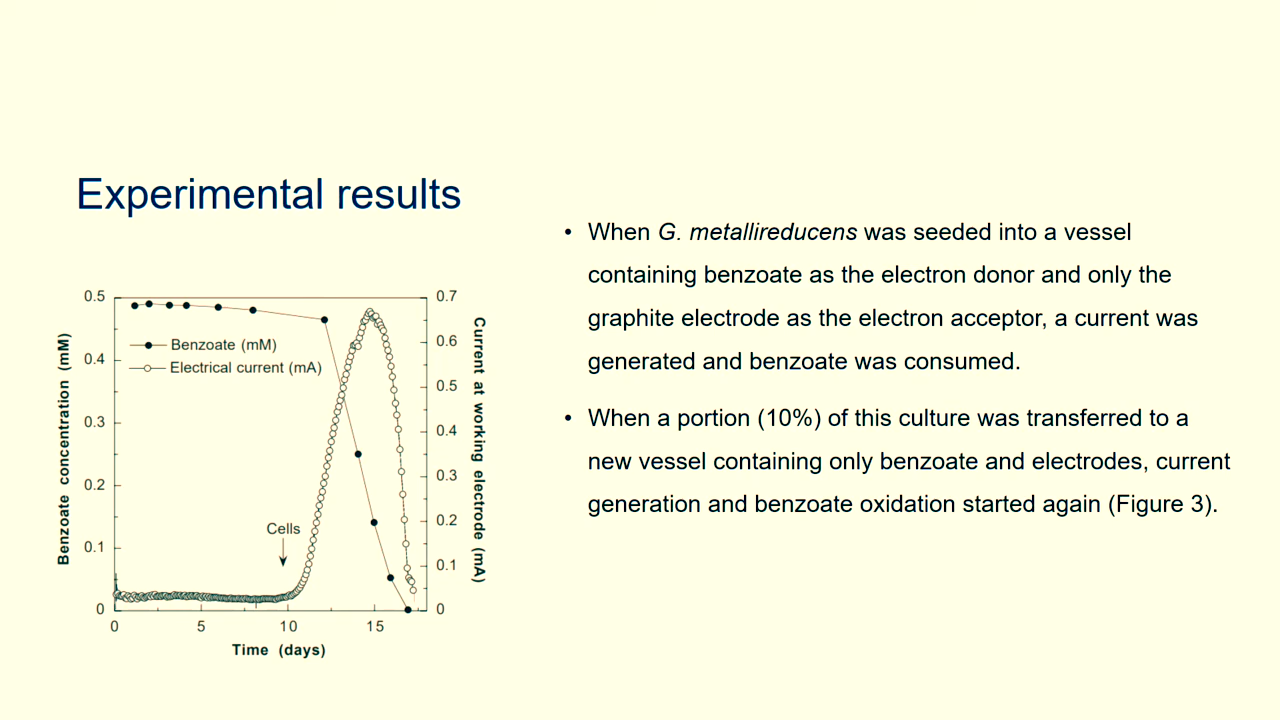 Experimental results
0.5
0.4
0.3
0.2
0.1
0
Benzoate concentration (mM)
Benzoate (mM)
Electrical current (mA)
Cells
0.7
0.6
0.5
0.4
0.3
0.2
0.1
0
Current at working electrode (mA)
0 5 10 15
Time (days)
• When G. metallireducens was seeded into a vessel
containing benzoate as the electron donor and only the
graphite electrode as the electron acceptor, a current was
generated and benzoate was consumed.
• When a portion (10%) of this culture was transferred to a
new vessel containing only benzoate and electrodes, current
generation and benzoate oxidation started again (Figure 3).